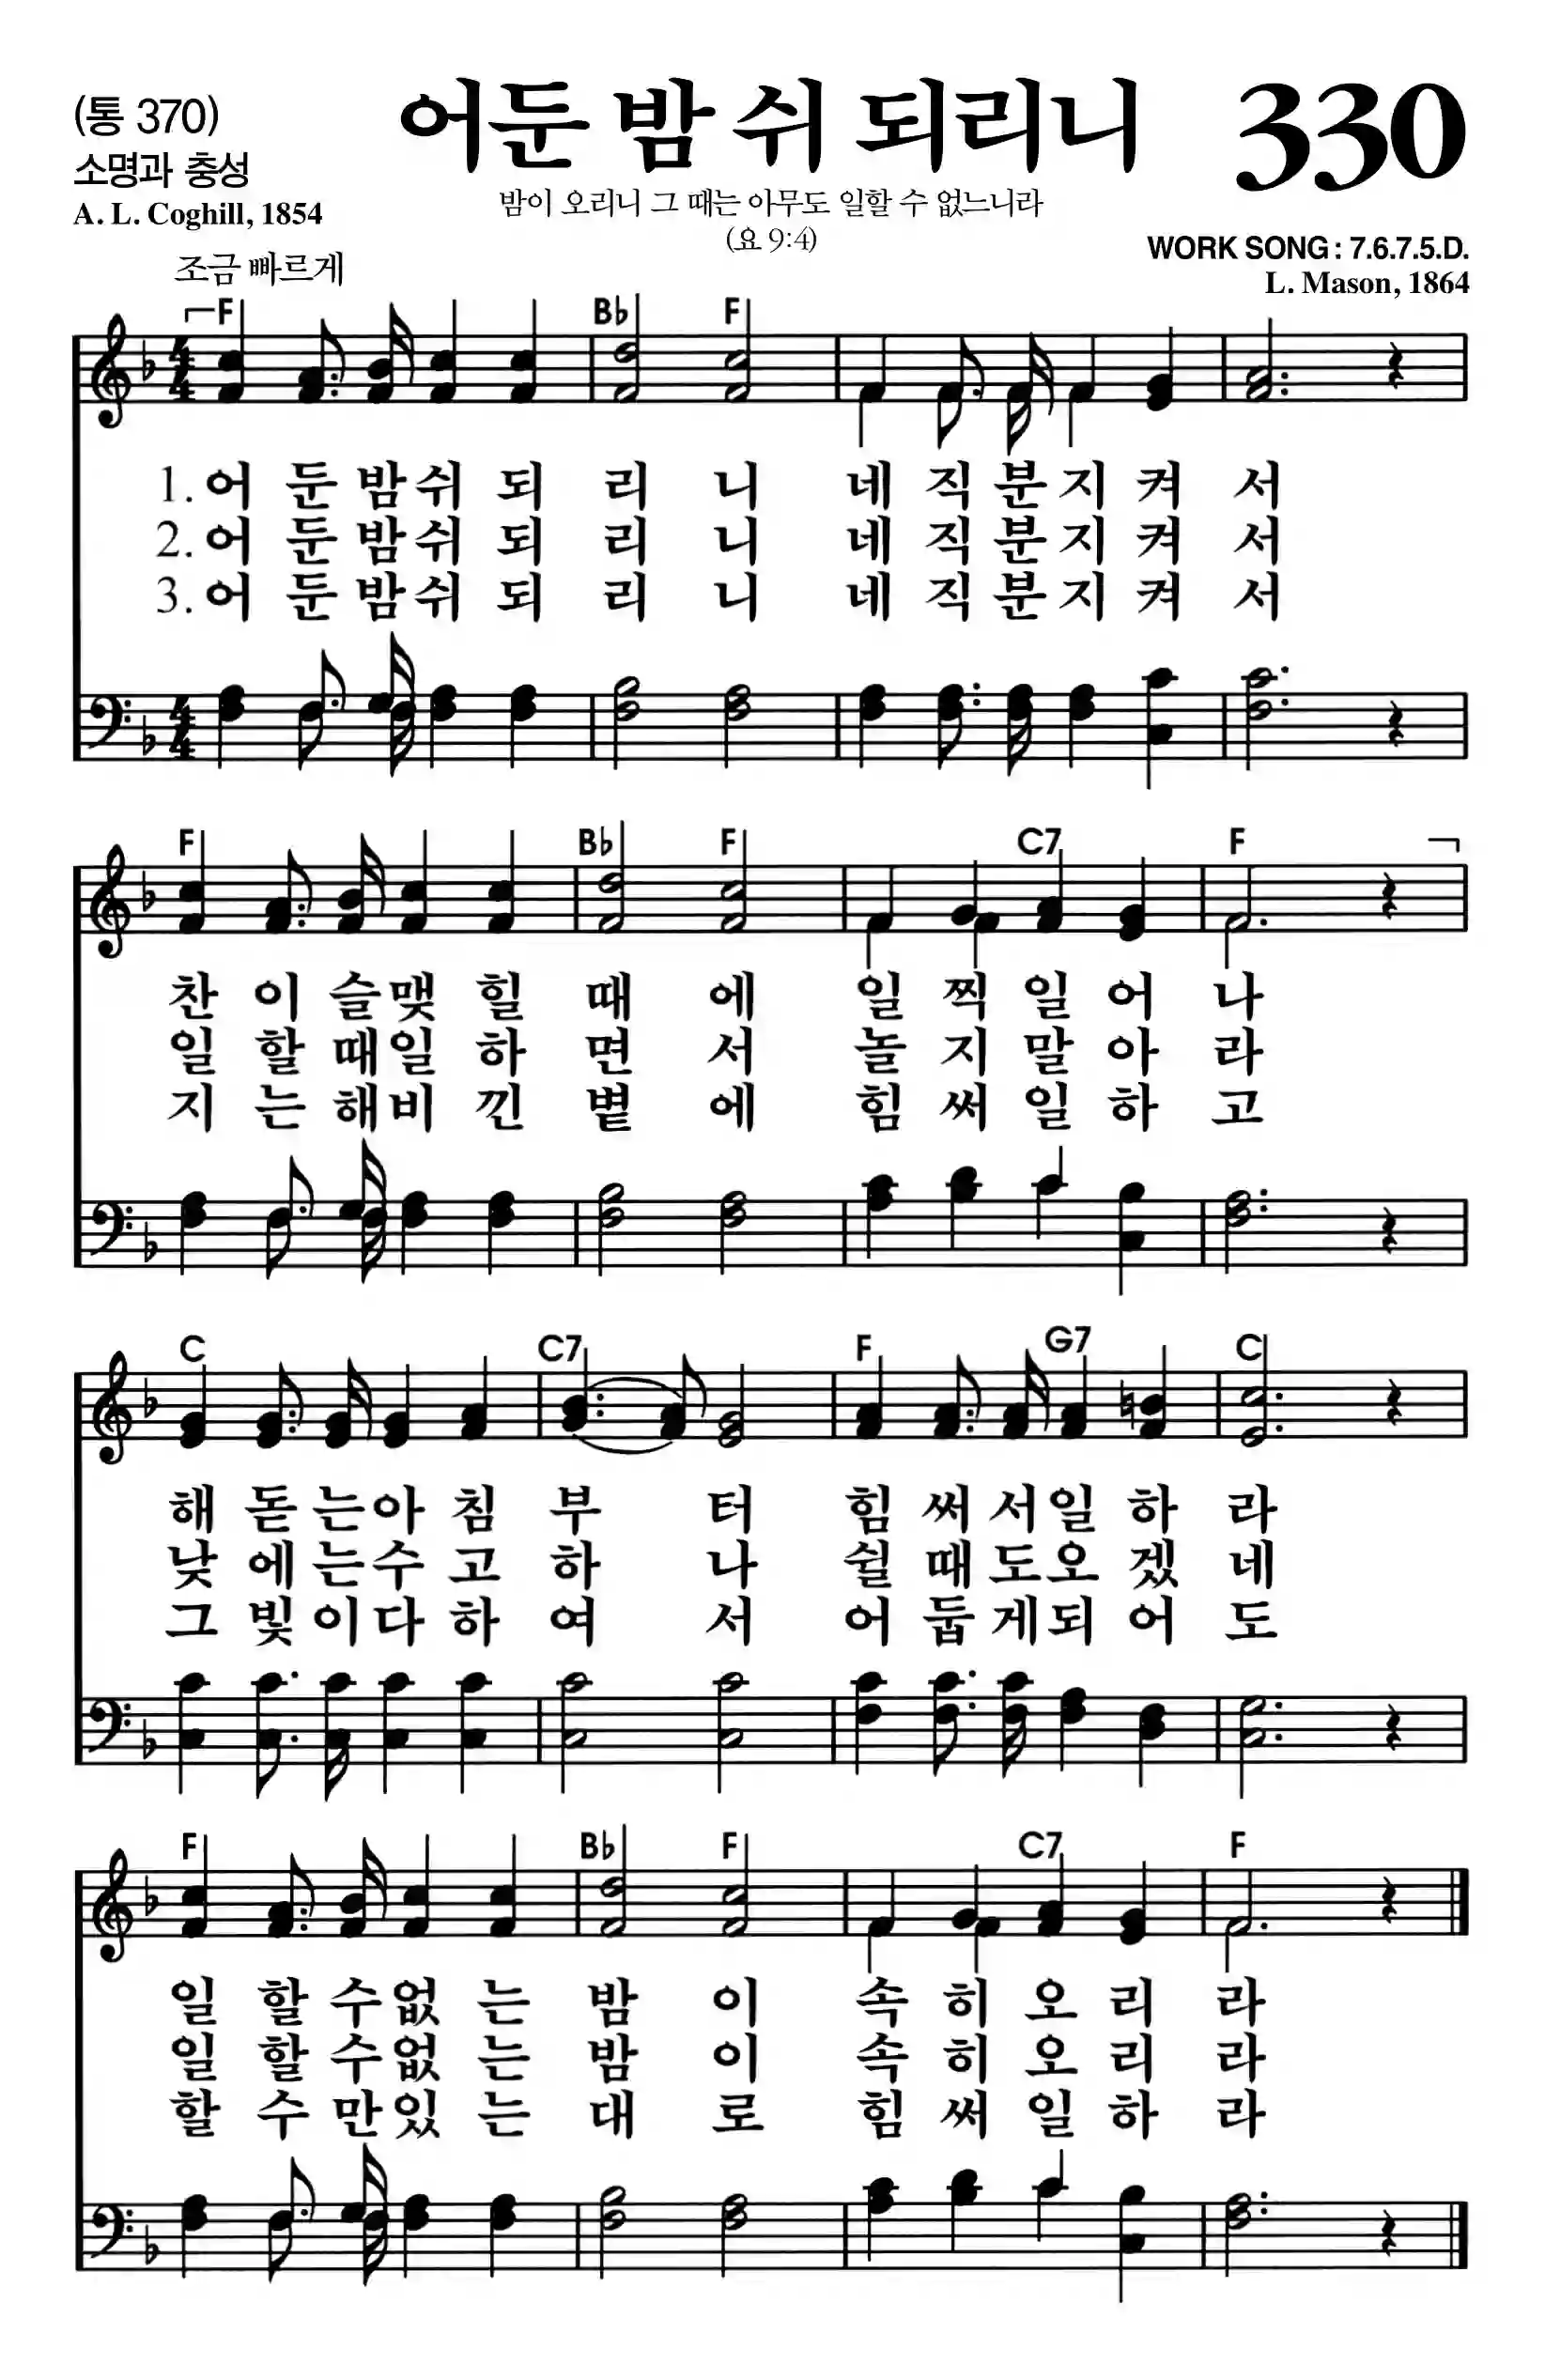 (통 370)
어둔 밤 쉬 되리니
330
소명과 충성
A. L. Coghill, 1854
밤이 오리니 그 때는 아무도 일할 수 없느니라
(요 9:4)
WORK SONG : 7.6.7.5.D.
L. Mason, 1864
조금 빠르게
F B♭ F
1. 어 둔 밤 쉬 되 리 니 네 직 분 지 켜 서
2. 어 둔 밤 쉬 되 리 니 네 직 분 지 켜 서
3. 어 둔 밤 쉬 되 리 니 네 직 분 지 켜 서
F B♭ F C7 F
찬 이 슬 맺 힐 때 에 일 찍 일 어 나
일 할 때 일 하 면 서 놀 지 말 아 라
지 는 해 비 낀 볕 에 힘 써 일 하 고
C C7 F G7 C
해 돋 는 아 침 부 터 힘 써 서 일 하 라
낮 에 는 수 고 하 나 쉴 때 도 오 겠 네
그 빛 이 다 하 여 서 어 둡 게 되 어 도
F B♭ F C7 F
일 할 수 없 는 밤 이 속 히 오 리 라
일 할 수 없 는 밤 이 속 히 오 리 라
할 수 만 있 는 대 로 힘 써 일 하 라